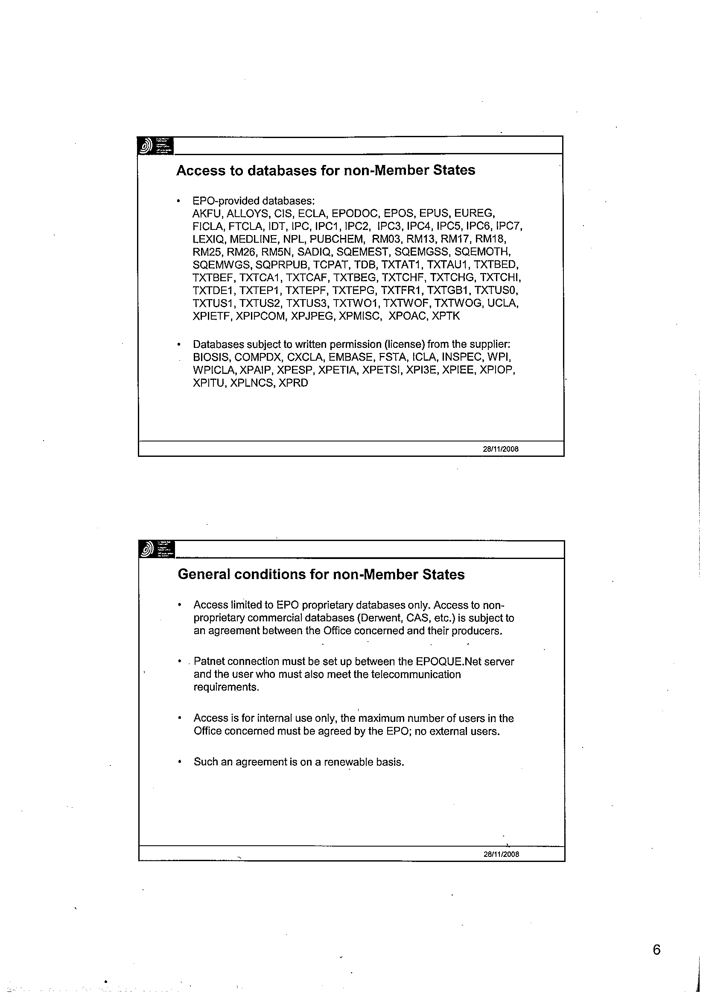 Access to databases for non-Member States
• EPO-provided databases:
AKFU, ALLOYS, CIS, ECLA, EPODOC, EPOS, EPUS, EUREG,
FICLA, FTCLA, IDT, IPC, IPC1, IPC2, IPC3, IPC4, IPC5, IPC6, IPC7,
LEXIQ, MEDLINE, NPL, PUBCHEM, RM03, RM13, RM17, RM18,
RM25, RM26, RM5N, SADIQ, SQEMEST, SQEMGSS, SQEMOTH,
SQEMWGS, SQPRPUB, TCPAT, TDB, TXTAT1, TXTAU1, TXTBED,
TXTBEF, TXTCA1, TXTCAF, TXTBEG, TXTCHF, TXTCHG, TXTCHI,
TXTDE1, TXTEP1, TXTEPF, TXTEPG, TXTFR1, TXTGB1, TXTUS0,
TXTUS1, TXTUS2, TXTUS3, TXTWO1, TXTWOF, TXTWOG, UCLA,
XPIETF, XPIPCOM, XPJPEG, XPMISC, XPOAC, XPTK
• Databases subject to written permission (license) from the supplier:
BIOSIS, COMPDX, CXCLA, EMBASE, FSTA, ICLA, INSPEC, WPI,
WPICLA, XPAIP, XPESP, XPETIA, XPETSI, XPI3E, XPIEE, XPIOP,
XPITU, XPLNCS, XPRD
28/11/2008
General conditions for non-Member States
• Access limited to EPO proprietary databases only. Access to non-
proprietary commercial databases (Derwent, CAS, etc.) is subject to
an agreement between the Office concerned and their producers.
• Patnet connection must be set up between the EPOQUE.Net server
and the user who must also meet the telecommunication
requirements.
• Access is for internal use only, the maximum number of users in the
Office concerned must be agreed by the EPO; no external users.
• Such an agreement is on a renewable basis.
28/11/2008
6